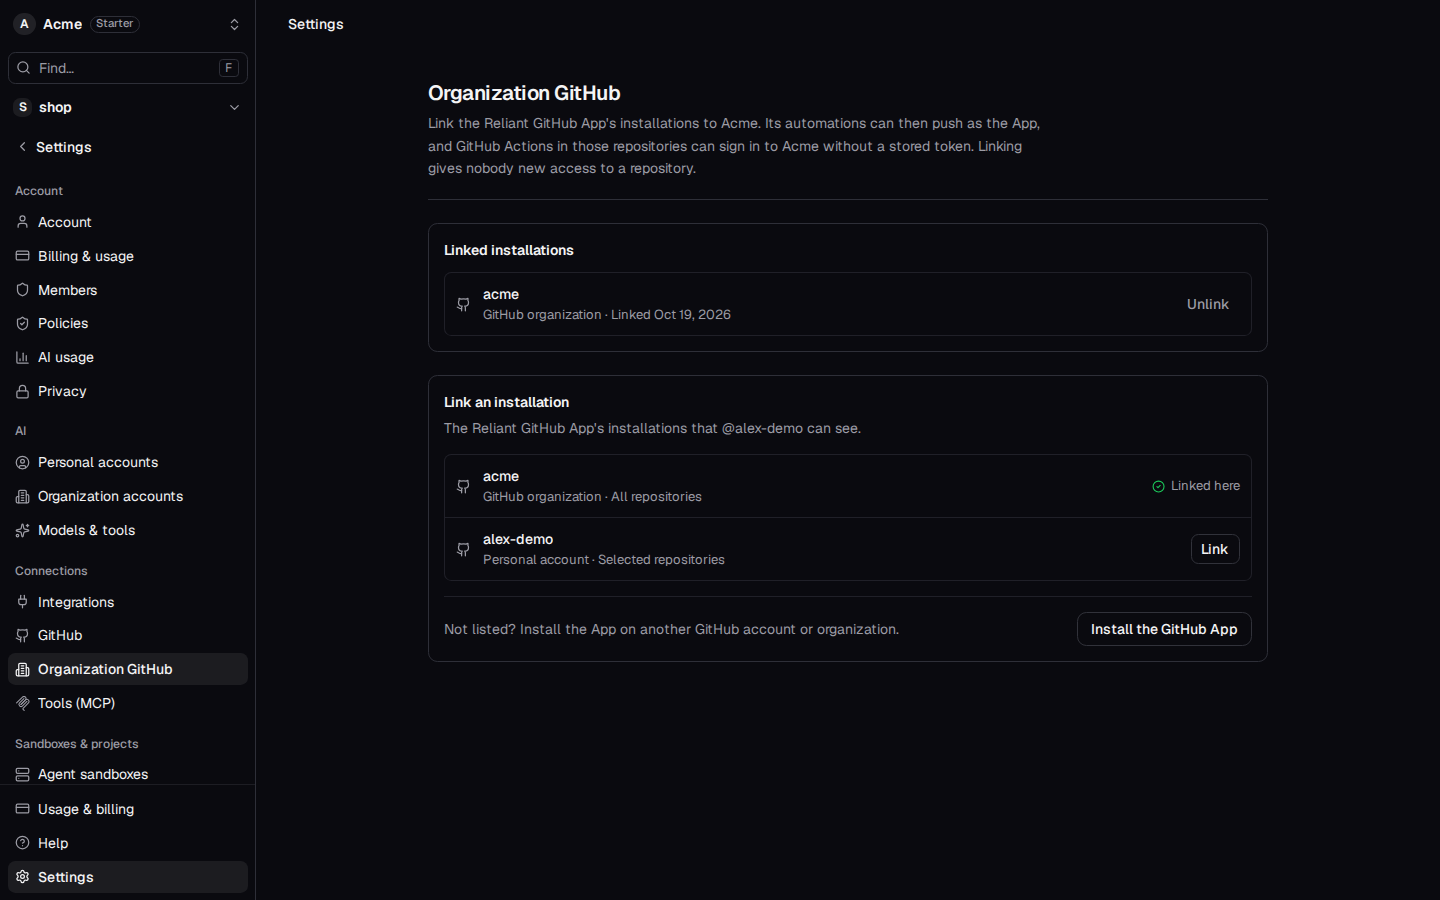 A Acme Starter
Find... F
S shop
Settings
Account
Account
Billing & usage
Members
Policies
AI usage
Privacy
AI
Personal accounts
Organization accounts
Models & tools
Connections
Integrations
GitHub
Organization GitHub
Tools (MCP)
Sandboxes & projects
Agent sandboxes
Usage & billing
Help
Settings
Settings
Organization GitHub
Link the Reliant GitHub App's installations to Acme. Its automations can then push as the App,
and GitHub Actions in those repositories can sign in to Acme without a stored token. Linking
gives nobody new access to a repository.
Linked installations
acme
GitHub organization · Linked Oct 19, 2026
Unlink
Link an installation
The Reliant GitHub App's installations that @alex-demo can see.
acme
GitHub organization · All repositories
Linked here
alex-demo
Personal account · Selected repositories
Link
Not listed? Install the App on another GitHub account or organization.
Install the GitHub App